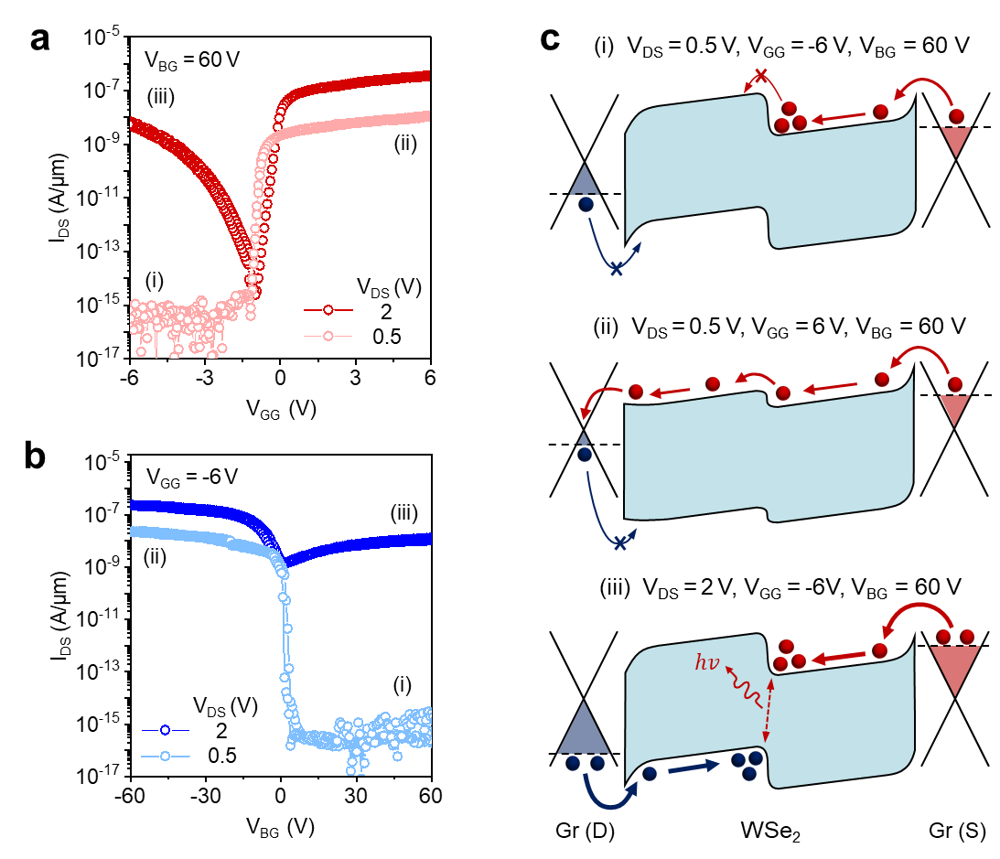 a
V_BG = 60 V
(iii)
(ii)
(i)
V_DS (V)
2
0.5
10⁻⁵
10⁻⁷
10⁻⁹
10⁻¹¹
10⁻¹³
10⁻¹⁵
10⁻¹⁷
I_DS (A/μm)
-6
-3
0
3
6
V_GG (V)
b
V_GG = -6 V
(iii)
(ii)
(i)
V_DS (V)
2
0.5
10⁻⁵
10⁻⁷
10⁻⁹
10⁻¹¹
10⁻¹³
10⁻¹⁵
10⁻¹⁷
I_DS (A/μm)
-60
-30
0
30
60
V_BG (V)
c
(i) V_DS = 0.5 V, V_GG = -6 V, V_BG = 60 V
(ii) V_DS = 0.5 V, V_GG = 6 V, V_BG = 60 V
(iii) V_DS = 2 V, V_GG = -6V, V_BG = 60 V
hν
Gr (D)
WSe₂
Gr (S)